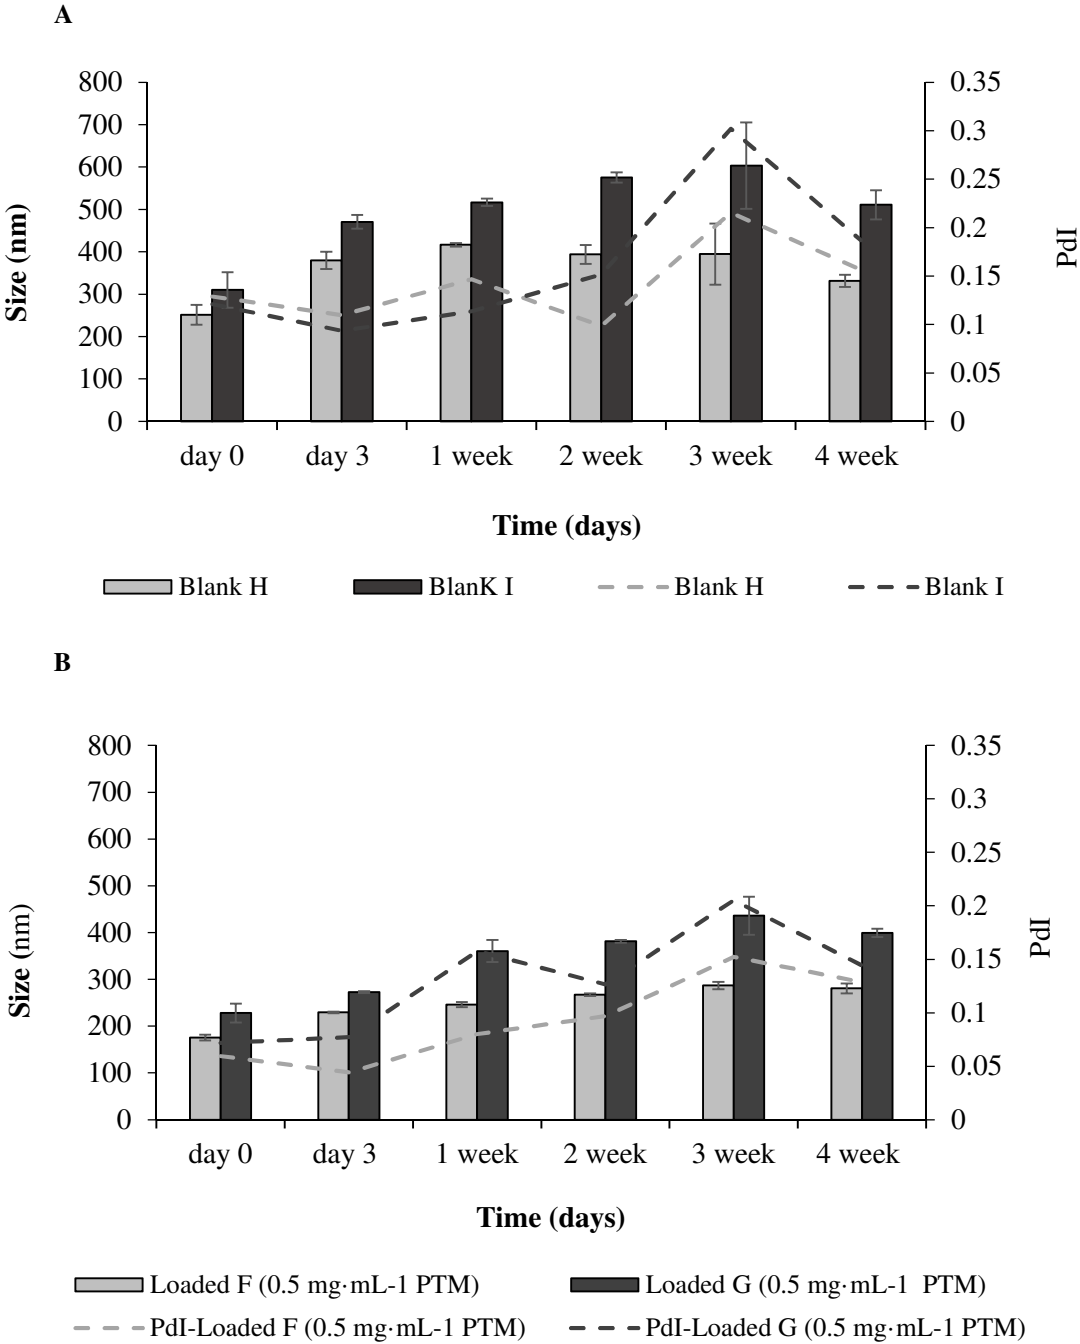 A
800
700
600
500
400
300
200
100
0
Size (nm)
0.35
0.3
0.25
0.2
0.15
0.1
0.05
0
PdI
day 0 day 3 1 week 2 week 3 week 4 week
Time (days)
Blank H BlanK I Blank H Blank I
B
800
700
600
500
400
300
200
100
0
Size (nm)
0.35
0.3
0.25
0.2
0.15
0.1
0.05
0
PdI
day 0 day 3 1 week 2 week 3 week 4 week
Time (days)
Loaded F (0.5 mg·mL-1 PTM) Loaded G (0.5 mg·mL-1 PTM)
PdI-Loaded F (0.5 mg·mL-1 PTM) PdI-Loaded G (0.5 mg·mL-1 PTM)